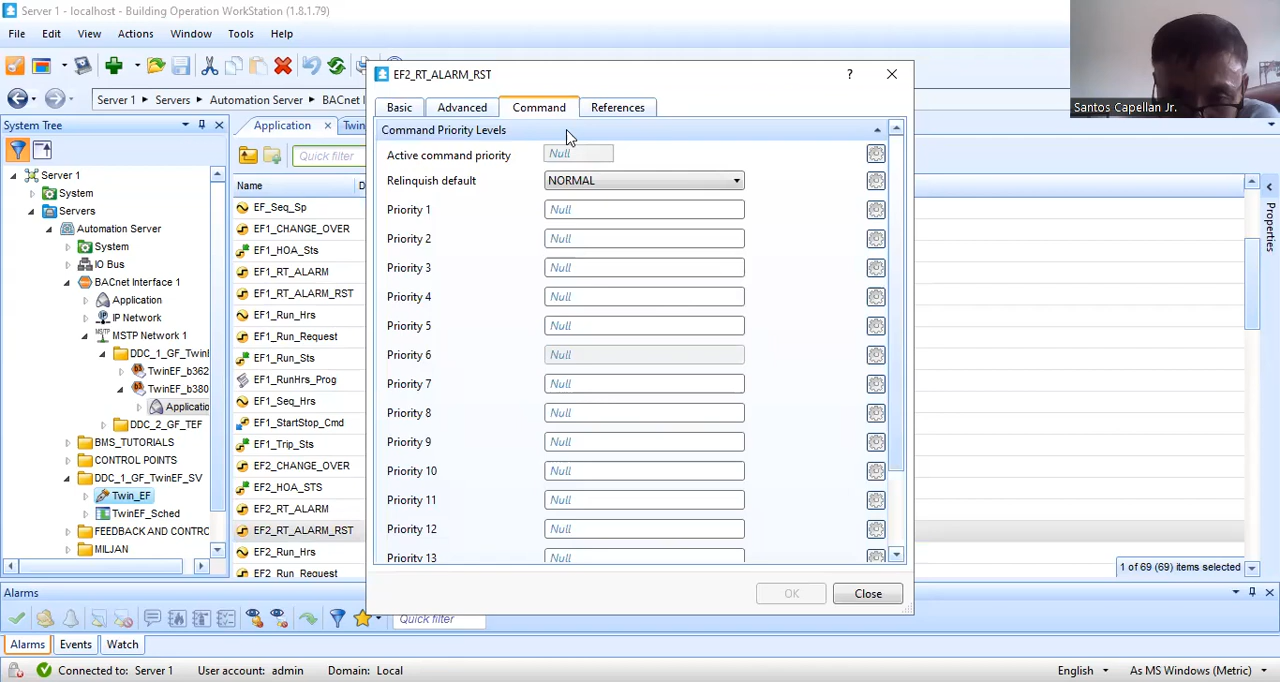 Server 1 - localhost - Building Operation WorkStation (1.8.1.79)
File Edit View Actions Window Tools Help
Server 1 Servers Automation Server BACnet
System Tree
Server 1
System
Servers
Automation Server
System
IO Bus
BACnet Interface 1
Application
IP Network
MSTP Network 1
DDC_1_GF_TwinE
TwinEF_b362
TwinEF_b380
Applicatio
DDC_2_GF_TEF
BMS_TUTORIALS
CONTROL POINTS
DDC_1_GF_TwinEF_SV
Twin_EF
TwinEF_Sched
FEEDBACK AND CONTRO
MILJAN
Application Twin
Quick filter
Name D
EF_Seq_Sp
EF1_CHANGE_OVER
EF1_HOA_Sts
EF1_RT_ALARM
EF1_RT_ALARM_RST
EF1_Run_Hrs
EF1_Run_Request
EF1_Run_Sts
EF1_RunHrs_Prog
EF1_Seq_Hrs
EF1_StartStop_Cmd
EF1_Trip_Sts
EF2_CHANGE_OVER
EF2_HOA_STS
EF2_RT_ALARM
EF2_RT_ALARM_RST
EF2_Run_Hrs
EF2_Run_Request
EF2_RT_ALARM_RST
Basic Advanced Command References
Command Priority Levels
Active command priority Null
Relinquish default NORMAL
Priority 1 Null
Priority 2 Null
Priority 3 Null
Priority 4 Null
Priority 5 Null
Priority 6 Null
Priority 7 Null
Priority 8 Null
Priority 9 Null
Priority 10 Null
Priority 11 Null
Priority 12 Null
Priority 13 Null
OK Close
Santos Capellan Jr.
Properties
1 of 69 (69) items selected
Alarms
Quick filter
Alarms Events Watch
Connected to: Server 1 User account: admin Domain: Local English As MS Windows (Metric)